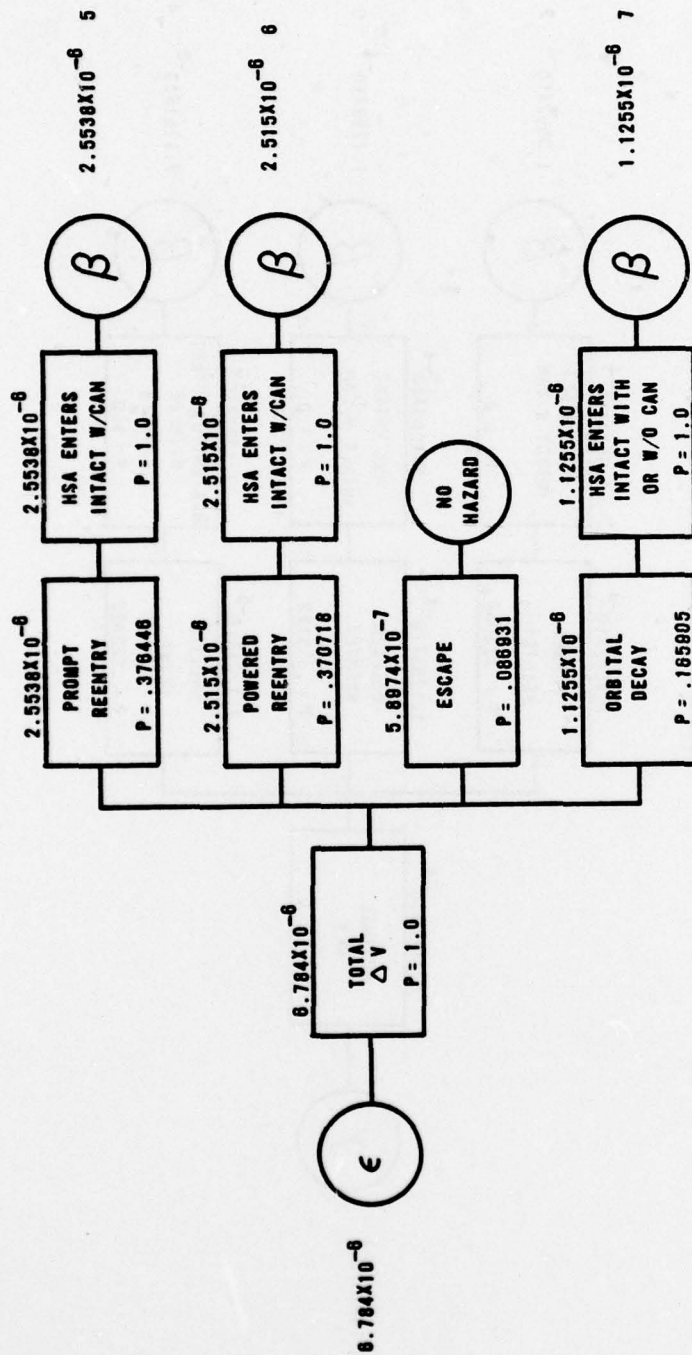 6.784X10⁻⁶
ϵ
6.784X10⁻⁶
TOTAL
Δ V
P = 1.0
2.5538X10⁻⁶
PROMPT
REENTRY
P = .376446
2.5538X10⁻⁶
HSA ENTERS
INTACT W/CAN
P = 1.0
β
2.5538X10⁻⁶ 5
2.515X10⁻⁶
POWERED
REENTRY
P = .370718
2.515X10⁻⁶
HSA ENTERS
INTACT W/CAN
P = 1.0
β
2.515X10⁻⁶ 6
5.8974X10⁻⁷
ESCAPE
P = .086931
NO
HAZARD
1.1255X10⁻⁶
ORBITAL
DECAY
P = .165905
1.1255X10⁻⁶
HSA ENTERS
INTACT WITH
OR W/O CAN
P = 1.0
β
1.1255X10⁻⁶ 7